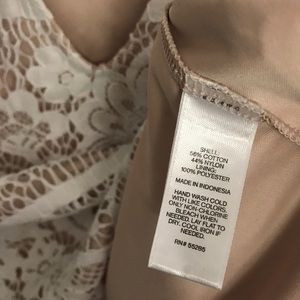 SHELL:
56% COTTON
44% NYLON
LINING:
100% POLYESTER
MADE IN INDONESIA
HAND WASH COLD
WITH LIKE COLORS
ONLY NON-CHLORINE
BLEACH WHEN
NEEDED, LAY FLAT TO
DRY. COOL IRON IF
NEEDED.
RN# 55285